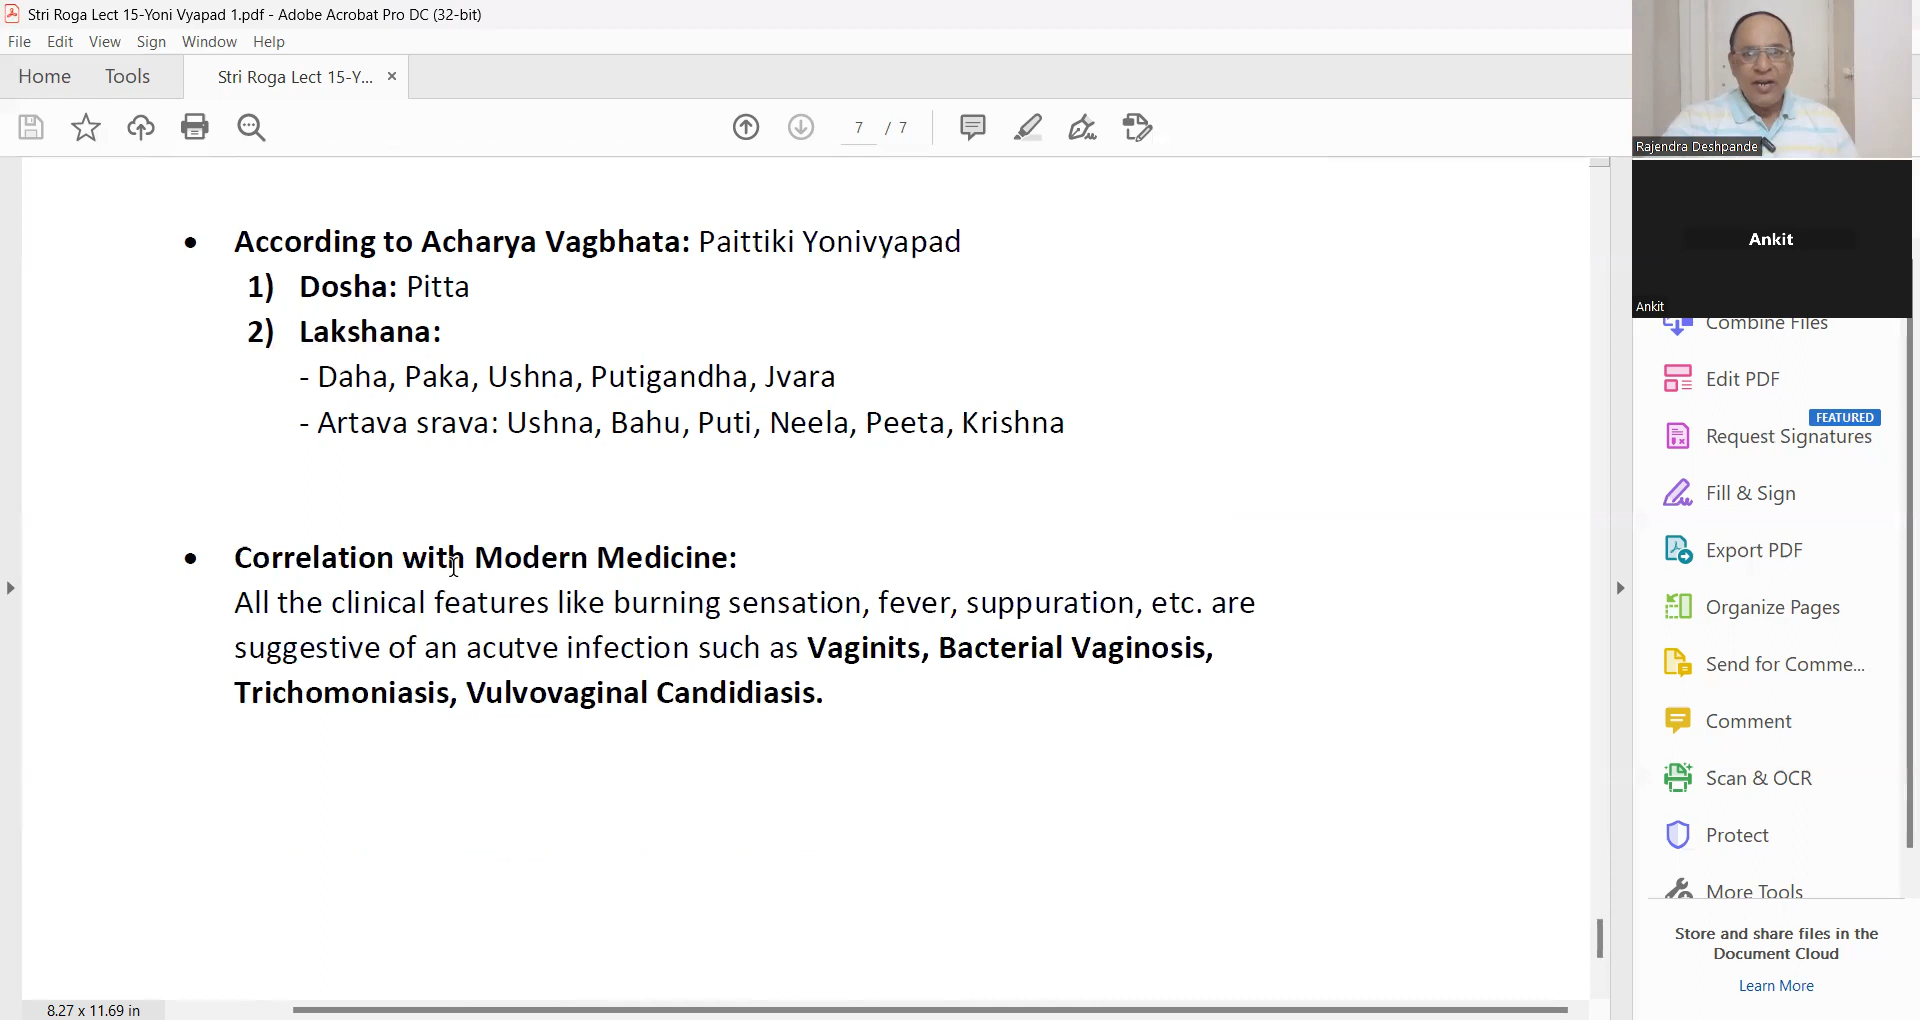 Stri Roga Lect 15-Yoni Vyapad 1.pdf - Adobe Acrobat Pro DC (32-bit)
File Edit View Sign Window Help
Home Tools Stri Roga Lect 15-Y... ×
7 / 7
• According to Acharya Vagbhata: Paittiki Yonivyapad
1) Dosha: Pitta
2) Lakshana:
- Daha, Paka, Ushna, Putigandha, Jvara
- Artava srava: Ushna, Bahu, Puti, Neela, Peeta, Krishna
• Correlation with Modern Medicine:
All the clinical features like burning sensation, fever, suppuration, etc. are
suggestive of an acutve infection such as Vaginits, Bacterial Vaginosis,
Trichomoniasis, Vulvovaginal Candidiasis.
8.27 x 11.69 in
Rajendra Deshpande
Ankit
Ankit
Combine Files
Edit PDF
FEATURED
Request Signatures
Fill & Sign
Export PDF
Organize Pages
Send for Comme...
Comment
Scan & OCR
Protect
More Tools
Store and share files in the
Document Cloud
Learn More